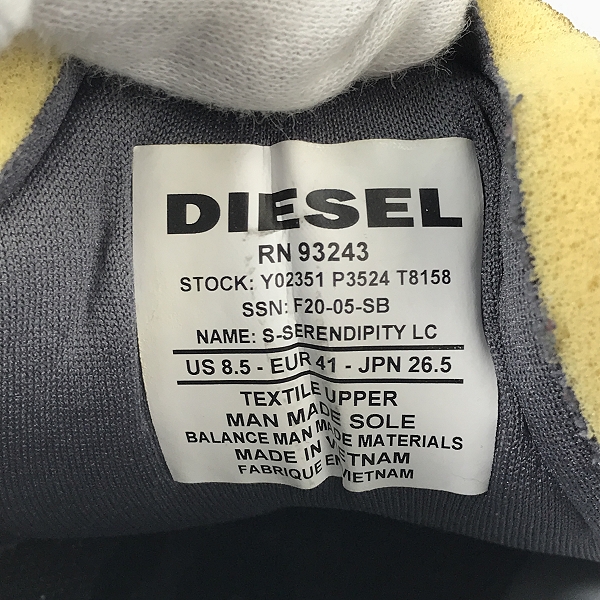 DIESEL
RN 93243
STOCK: Y02351 P3524 T8158
SSN: F20-05-SB
NAME: S-SERENDIPITY LC
US 8.5 - EUR 41 - JPN 26.5
TEXTILE UPPER
MAN MADE SOLE
BALANCE MAN MADE MATERIALS
MADE IN VIETNAM
FABRIQUE EN VIETNAM